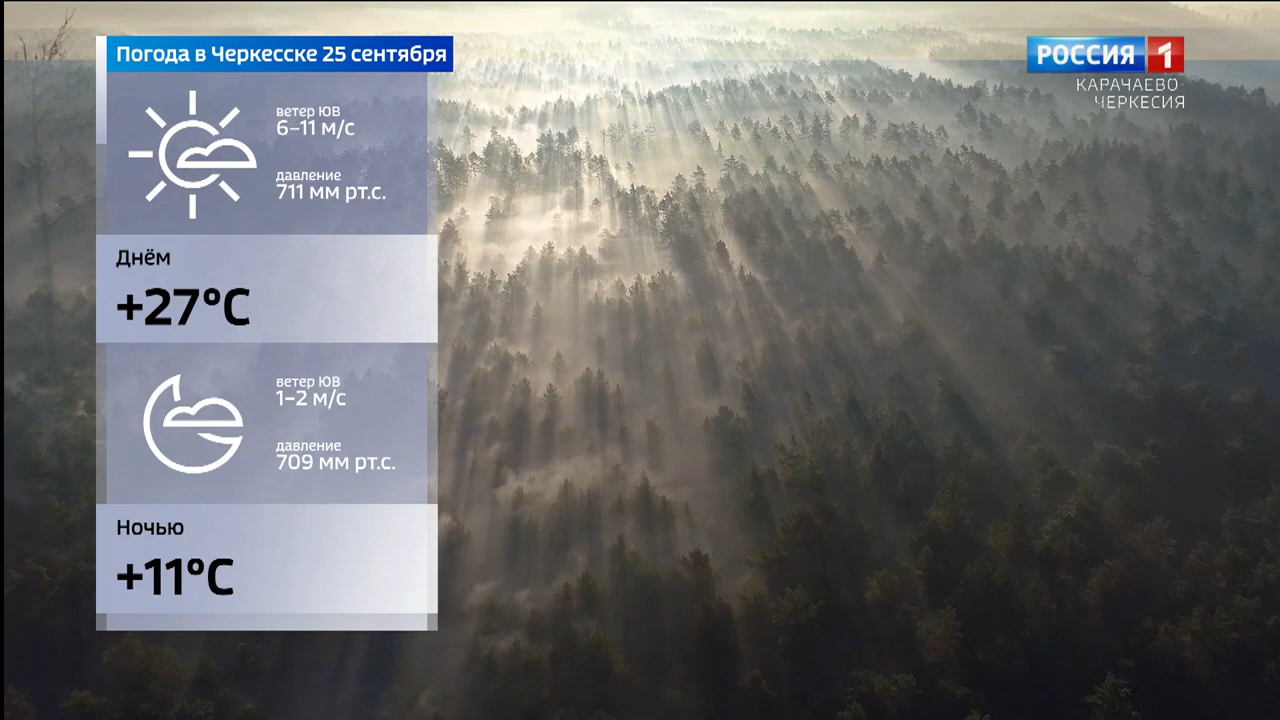 Погода в Черкесске 25 сентября
ветер ЮВ
6–11 м/с
давление
711 мм рт.с.
Днём
+27°C
ветер ЮВ
1–2 м/с
давление
709 мм рт.с.
Ночью
+11°C
РОССИЯ 1
КАРАЧАЕВО
ЧЕРКЕСИЯ